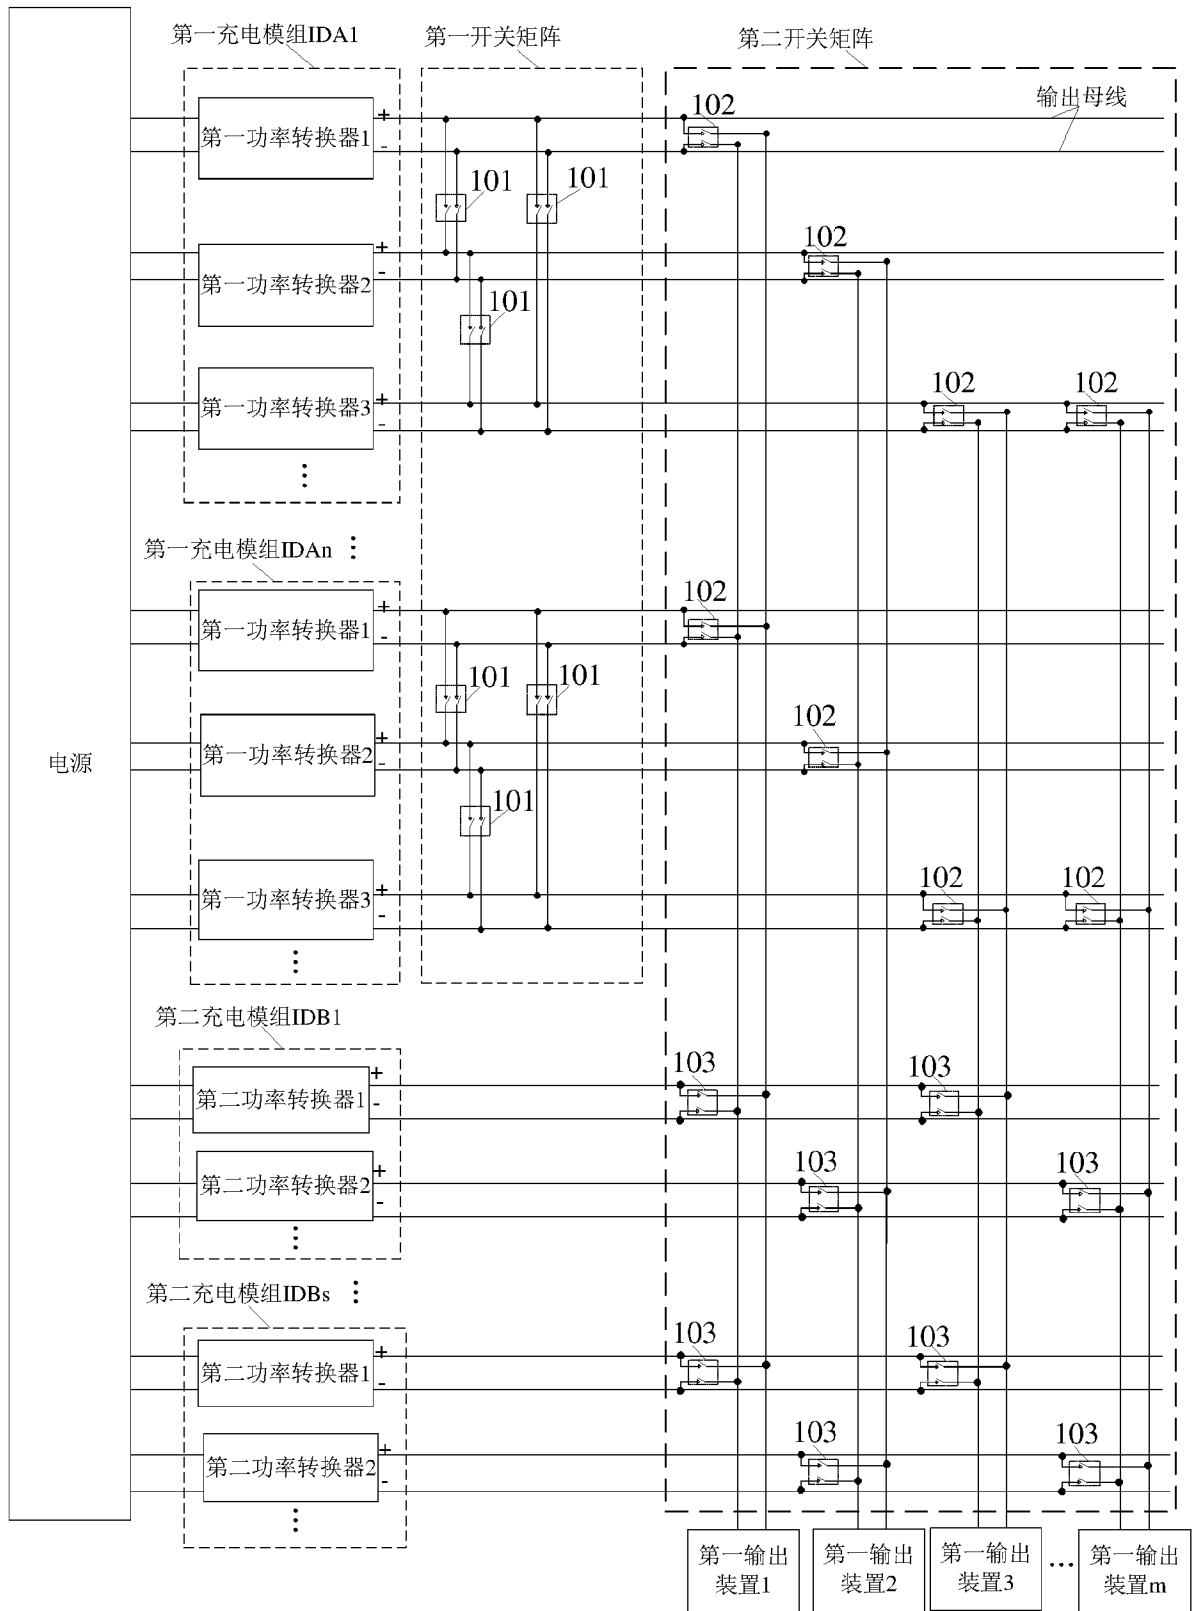 第一充电模组IDA1
第一开关矩阵
第二开关矩阵
输出母线
102
第一功率转换器1
+
-
101
101
102
第一功率转换器2
+
-
101
102
102
第一功率转换器3
+
-
⋮
第一充电模组IDAn ⋮
102
第一功率转换器1
+
-
101
101
102
第一功率转换器2
+
-
电源
101
102
102
第一功率转换器3
+
-
⋮
第二充电模组IDB1
103
103
第二功率转换器1
+
-
103
103
第二功率转换器2
+
-
⋮
第二充电模组IDBs ⋮
103
103
第二功率转换器1
+
-
103
103
第二功率转换器2
+
-
⋮
第一输出
装置1
第一输出
装置2
第一输出
装置3
…
第一输出
装置m